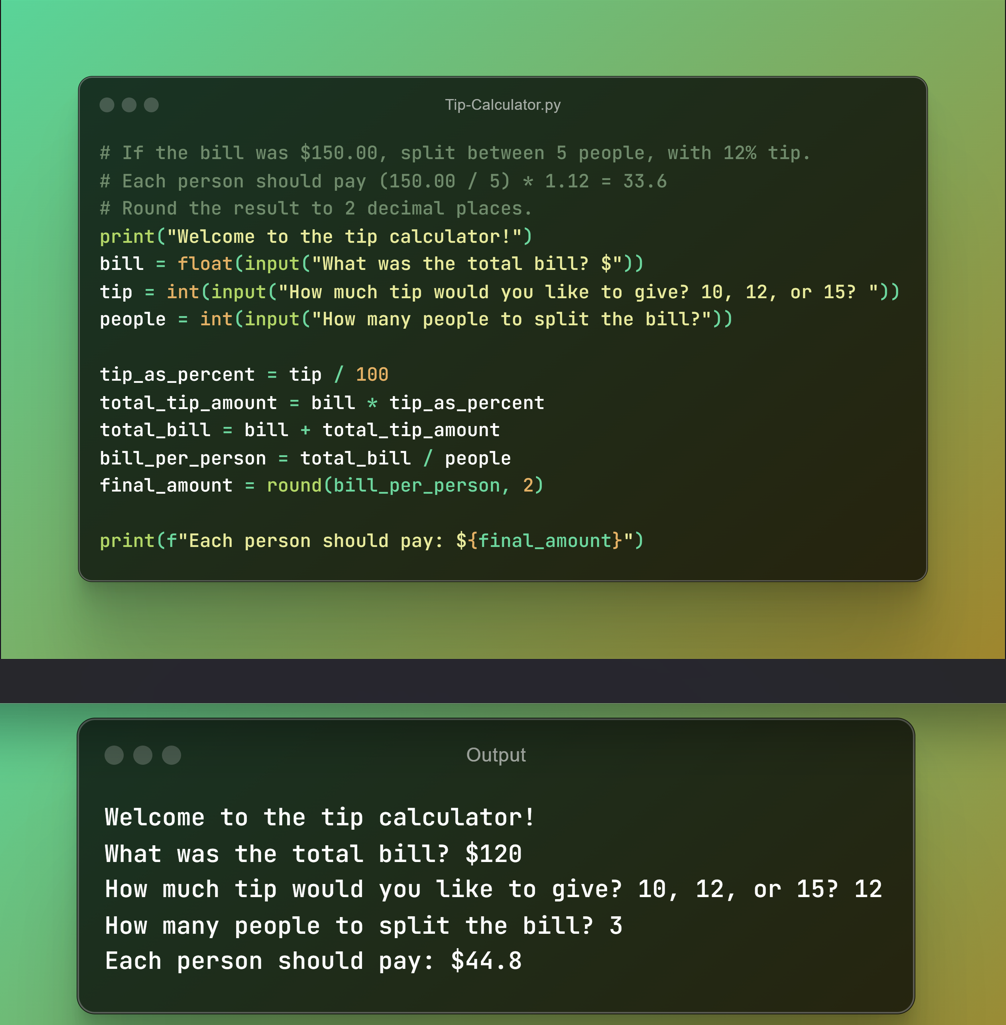 Tip-Calculator.py
# If the bill was $150.00, split between 5 people, with 12% tip.
# Each person should pay (150.00 / 5) * 1.12 = 33.6
# Round the result to 2 decimal places.
print("Welcome to the tip calculator!")
bill = float(input("What was the total bill? $"))
tip = int(input("How much tip would you like to give? 10, 12, or 15? "))
people = int(input("How many people to split the bill?"))

tip_as_percent = tip / 100
total_tip_amount = bill * tip_as_percent
total_bill = bill + total_tip_amount
bill_per_person = total_bill / people
final_amount = round(bill_per_person, 2)

print(f"Each person should pay: ${final_amount}")
Output
Welcome to the tip calculator!
What was the total bill? $120
How much tip would you like to give? 10, 12, or 15? 12
How many people to split the bill? 3
Each person should pay: $44.8